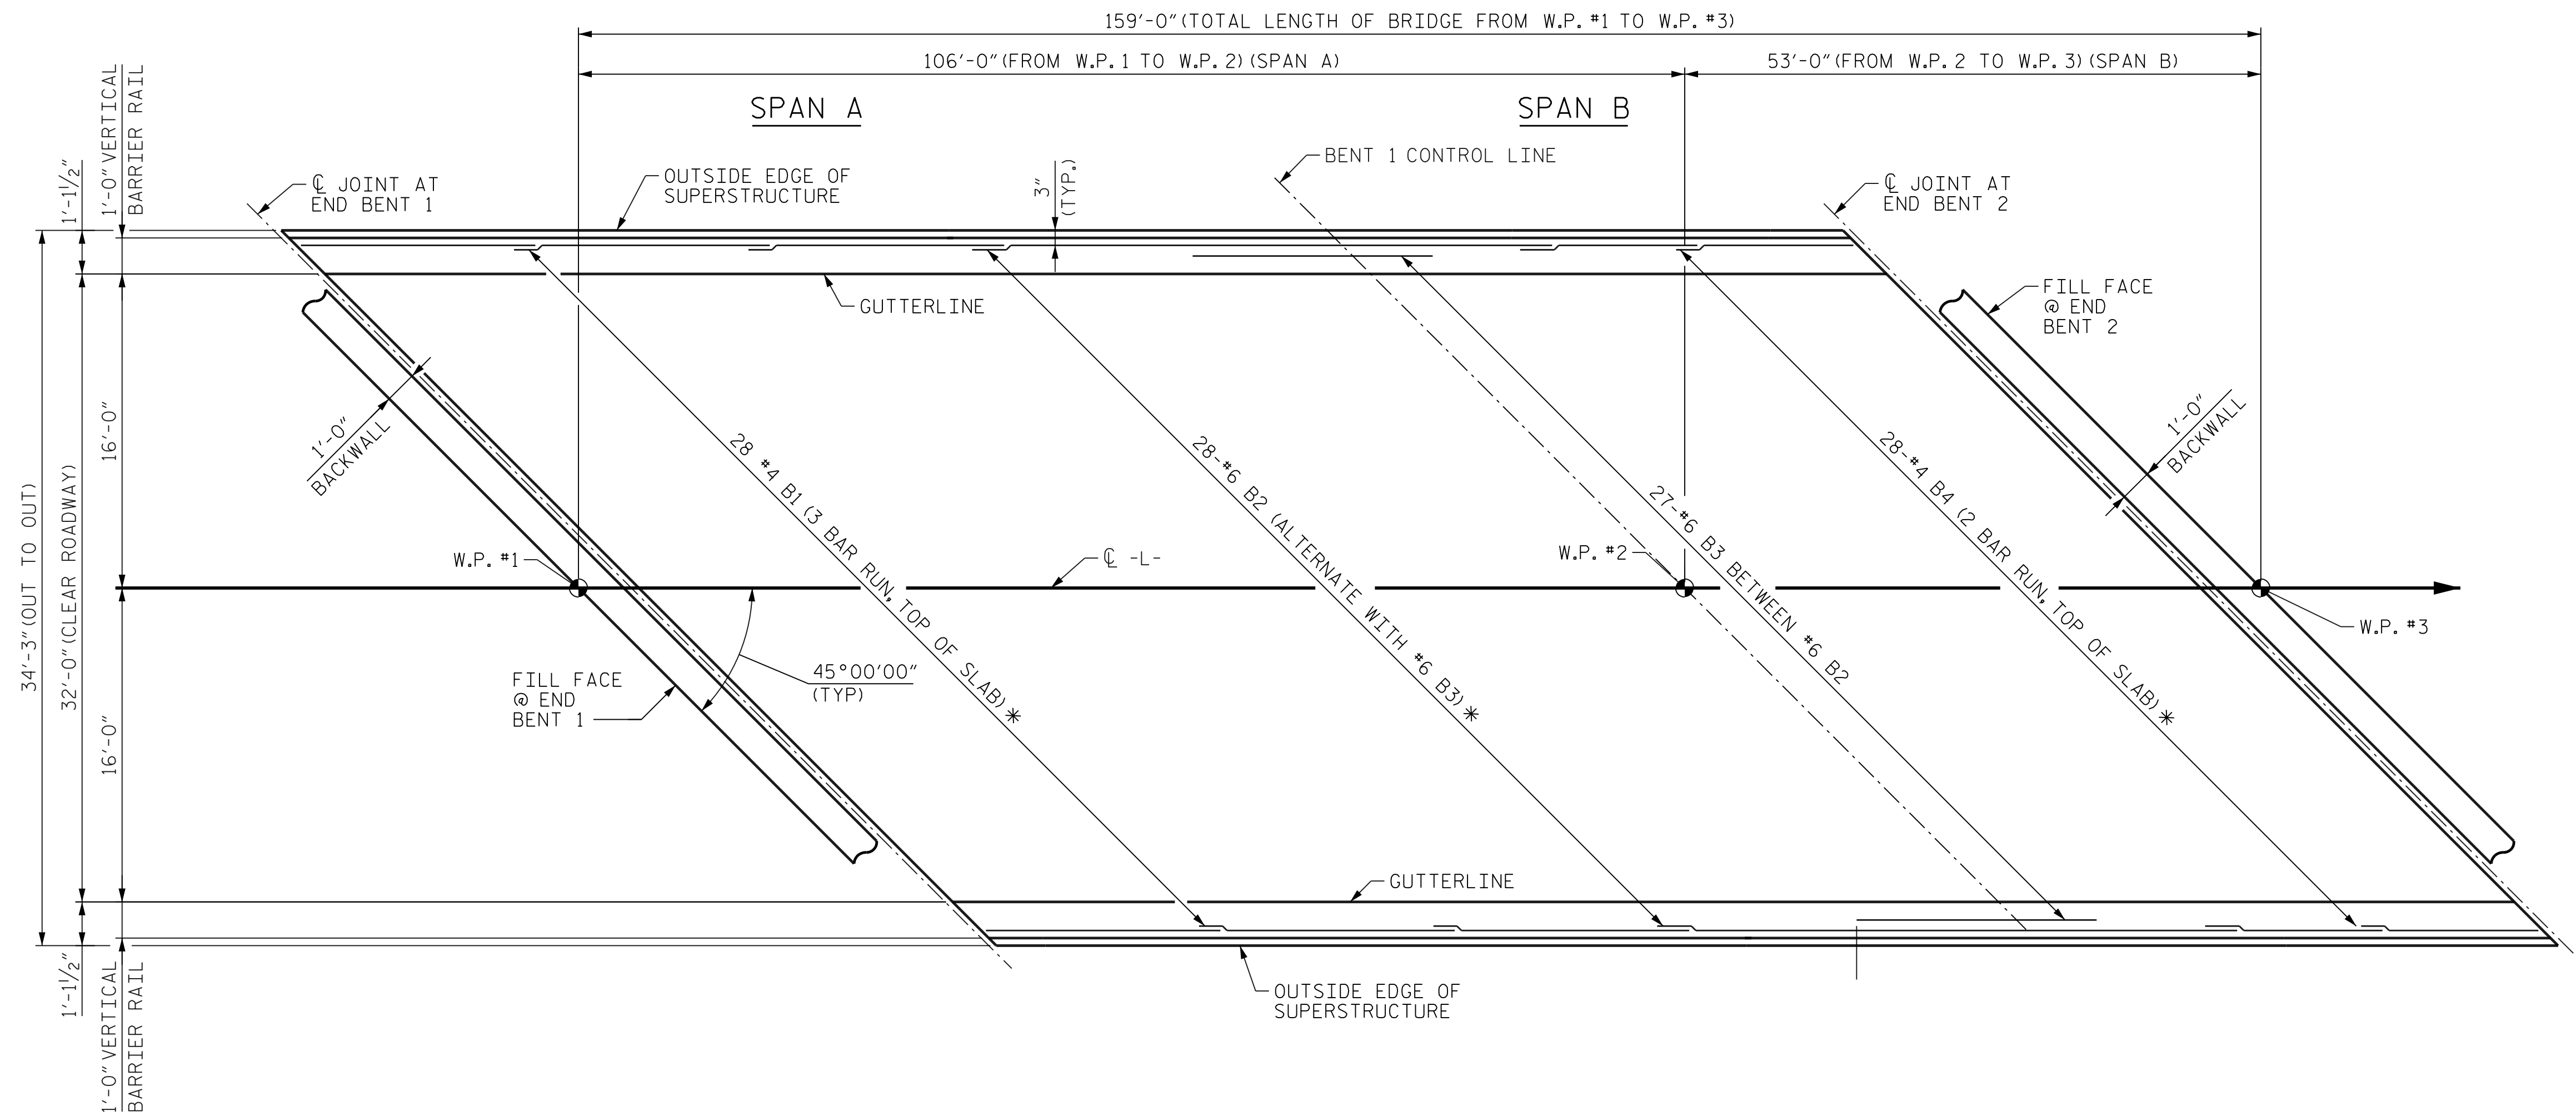 159'-0" (TOTAL LENGTH OF BRIDGE FROM W.P. #1 TO W.P. #3)
106'-0" (FROM W.P. 1 TO W.P. 2) (SPAN A)
53'-0" (FROM W.P. 2 TO W.P. 3) (SPAN B)
SPAN A
SPAN B
1'-0" VERTICAL
BARRIER RAIL
1'-1 1/2"
℄ JOINT AT
END BENT 1
OUTSIDE EDGE OF
SUPERSTRUCTURE
3"
(TYP.)
BENT 1 CONTROL LINE
℄ JOINT AT
END BENT 2
GUTTERLINE
FILL FACE
@ END
BENT 2
1'-0"
BACKWALL
1'-0"
BACKWALL
16'-0"
34'-3" (OUT TO OUT)
32'-0" (CLEAR ROADWAY)
28 #4 B1 (3 BAR RUN, TOP OF SLAB) *
28-#6 B2 (ALTERNATE WITH #6 B3) *
27-#6 B3 BETWEEN #6 B2
28-#4 B4 (2 BAR RUN, TOP OF SLAB) *
W.P. #1
℄ -L-
W.P. #2
W.P. #3
45°00'00"
(TYP)
FILL FACE
@ END
BENT 1
16'-0"
GUTTERLINE
OUTSIDE EDGE OF
SUPERSTRUCTURE
1'-1 1/2"
1'-0" VERTICAL
BARRIER RAIL